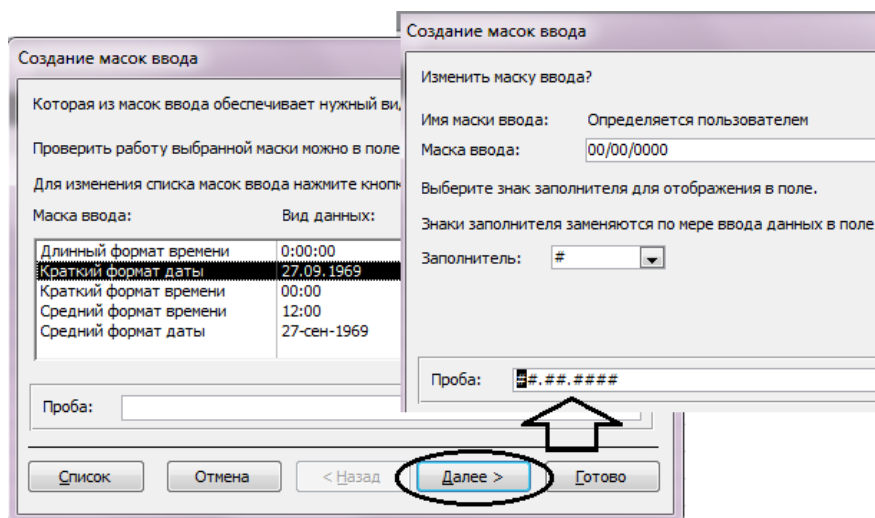 Создание масок ввода
Которая из масок ввода обеспечивает нужный ви
Проверить работу выбранной маски можно в поле
Для изменения списка масок ввода нажмите кнопк
Маска ввода: Вид данных:
Длинный формат времени 0:00:00
Краткий формат даты 27.09.1969
Краткий формат времени 00:00
Средний формат времени 12:00
Средний формат даты 27-сен-1969
Проба:
Список Отмена < Назад Далее > Готово
Создание масок ввода
Изменить маску ввода?
Имя маски ввода: Определяется пользователем
Маска ввода: 00/00/0000
Выберите знак заполнителя для отображения в поле.
Знаки заполнителя заменяются по мере ввода данных в поле
Заполнитель: #
Проба: ##.##.####